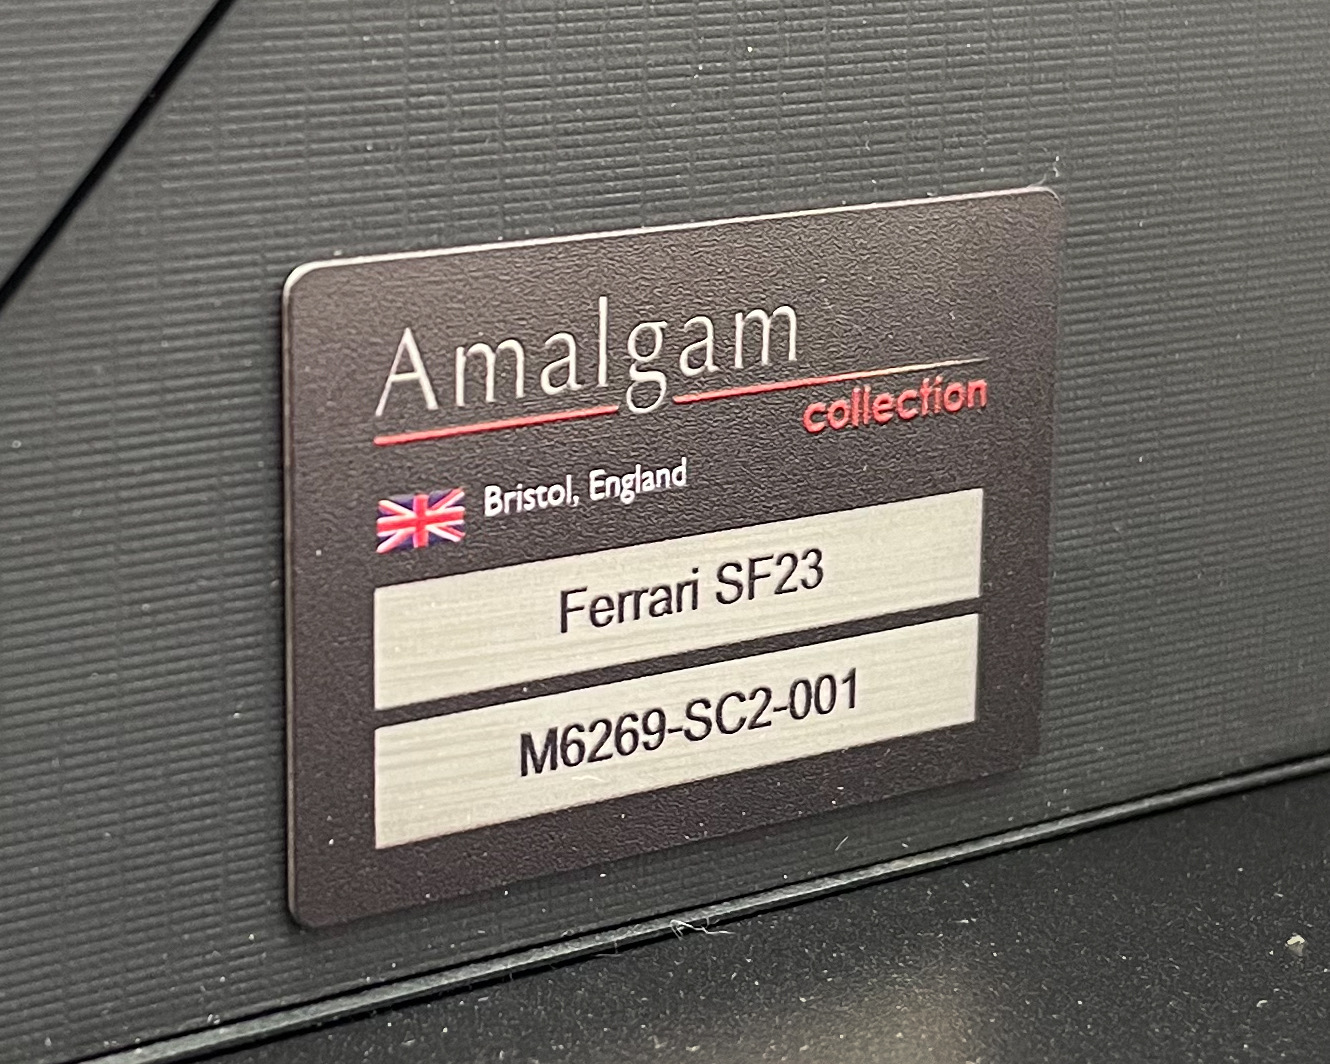 Amalgam
collection
Bristol, England
Ferrari SF23
M6269-SC2-001